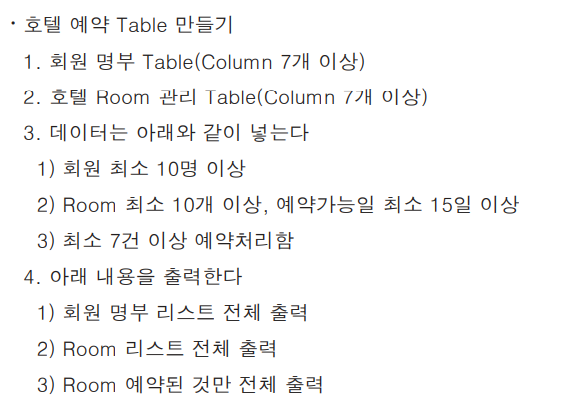 · 호텔 예약 Table 만들기
1. 회원 명부 Table(Column 7개 이상)
2. 호텔 Room 관리 Table(Column 7개 이상)
3. 데이터는 아래와 같이 넣는다
1) 회원 최소 10명 이상
2) Room 최소 10개 이상, 예약가능일 최소 15일 이상
3) 최소 7건 이상 예약처리함
4. 아래 내용을 출력한다
1) 회원 명부 리스트 전체 출력
2) Room 리스트 전체 출력
3) Room 예약된 것만 전체 출력